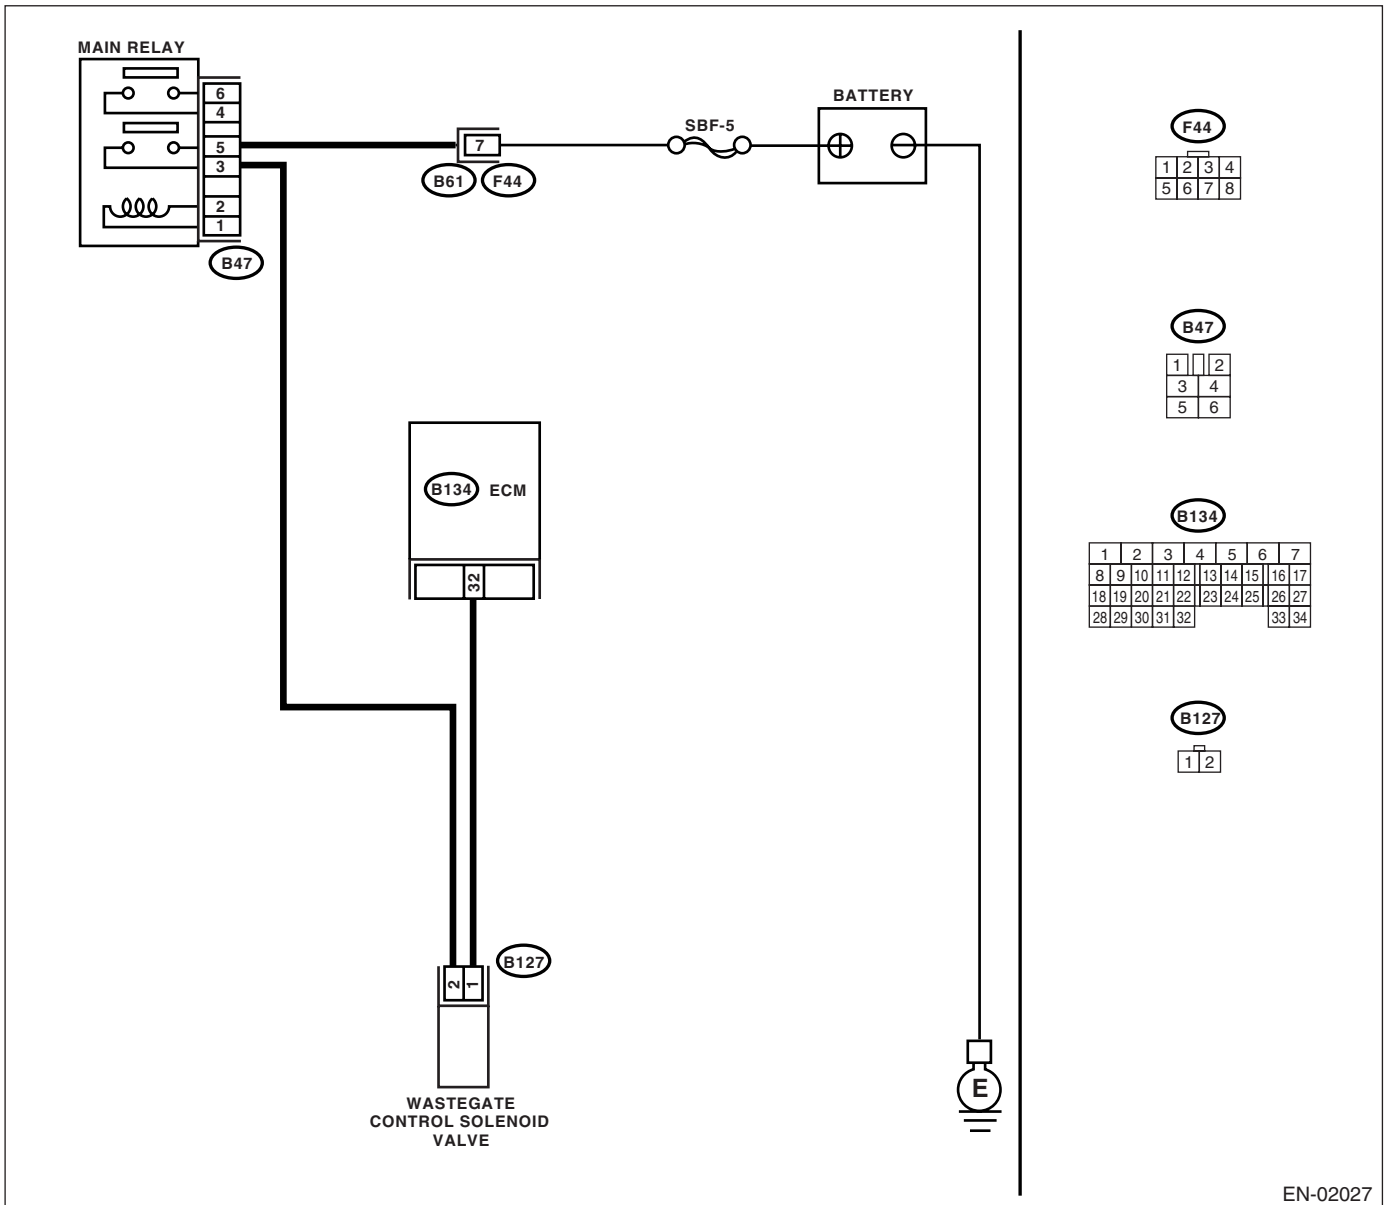 MAIN RELAY
6
4
5
3
2
1
B47
7
B61 F44
SBF-5
BATTERY
B134 ECM
32
B127
2 1
WASTEGATE
CONTROL SOLENOID
VALVE
E
F44
1 2 3 4
5 6 7 8
B47
1 2
3 4
5 6
B134
1 2 3 4 5 6 7
8 9 10 11 12 13 14 15 16 17
18 19 20 21 22 23 24 25 26 27
28 29 30 31 32 33 34
B127
1 2
EN-02027